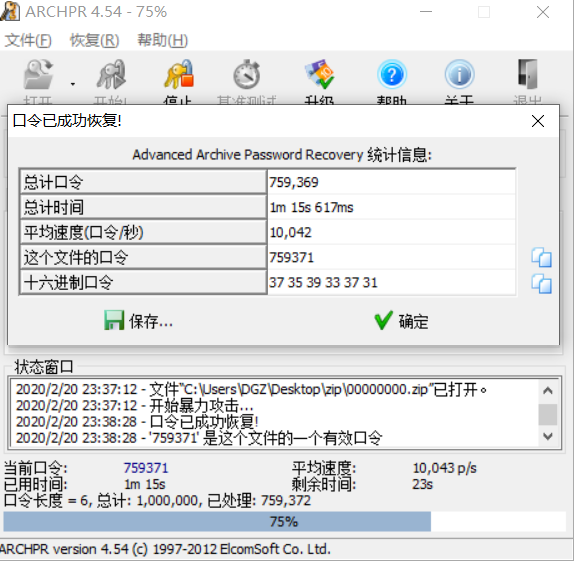 ARCHPR 4.54 - 75%
文件(F) 恢复(R) 帮助(H)
打开 开始! 停止 基准测试 升级 帮助 关于 退出
口令已成功恢复!
Advanced Archive Password Recovery 统计信息:
总计口令 759,369
总计时间 1m 15s 617ms
平均速度(口令/秒) 10,042
这个文件的口令 759371
十六进制口令 37 35 39 33 37 31
保存... 确定
状态窗口
2020/2/20 23:37:12 - 文件"C:\Users\DGZ\Desktop\zip\00000000.zip"已打开。
2020/2/20 23:37:12 - 开始暴力攻击...
2020/2/20 23:38:28 - 口令已成功恢复!
2020/2/20 23:38:28 - '759371' 是这个文件的一个有效口令
当前口令: 759371 平均速度: 10,043 p/s
已用时间: 1m 15s 剩余时间: 23s
口令长度 = 6, 总计: 1,000,000, 已处理: 759,372
75%
ARCHPR version 4.54 (c) 1997-2012 ElcomSoft Co. Ltd.